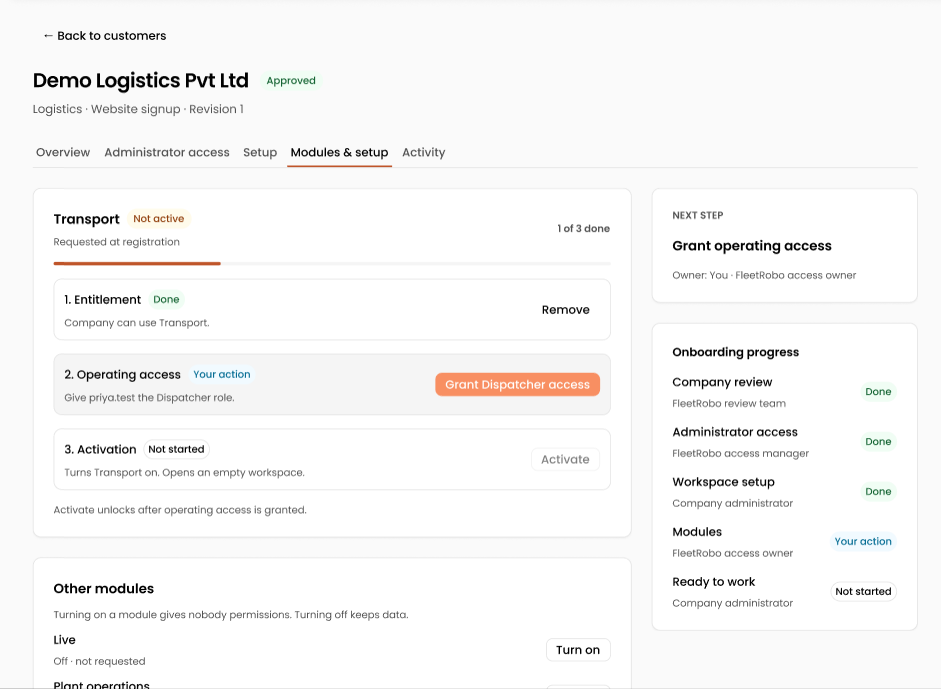 ← Back to customers
Demo Logistics Pvt Ltd Approved
Logistics · Website signup · Revision 1
Overview Administrator access Setup Modules & setup Activity
Transport Not active
Requested at registration
1 of 3 done
1. Entitlement Done
Company can use Transport.
Remove
2. Operating access Your action
Give priya.test the Dispatcher role.
Grant Dispatcher access
3. Activation Not started
Turns Transport on. Opens an empty workspace.
Activate
Activate unlocks after operating access is granted.
Other modules
Turning on a module gives nobody permissions. Turning off keeps data.
Live
Off · not requested
Turn on
Plant operations
NEXT STEP
Grant operating access
Owner: You · FleetRobo access owner
Onboarding progress
Company review
FleetRobo review team
Done
Administrator access
FleetRobo access manager
Done
Workspace setup
Company administrator
Done
Modules
FleetRobo access owner
Your action
Ready to work
Company administrator
Not started